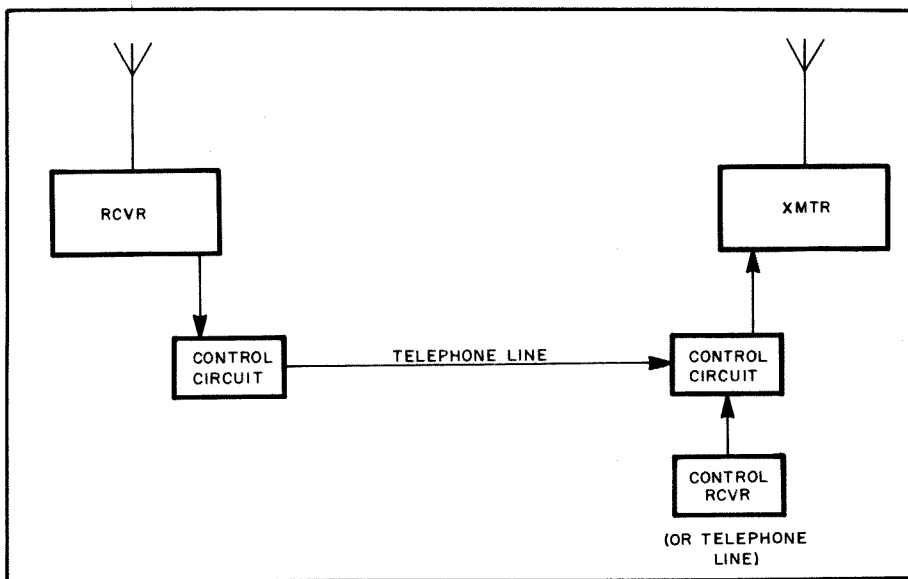 RCVR
XMTR
CONTROL
CIRCUIT
TELEPHONE LINE
CONTROL
CIRCUIT
CONTROL
RCVR
(OR TELEPHONE
LINE)